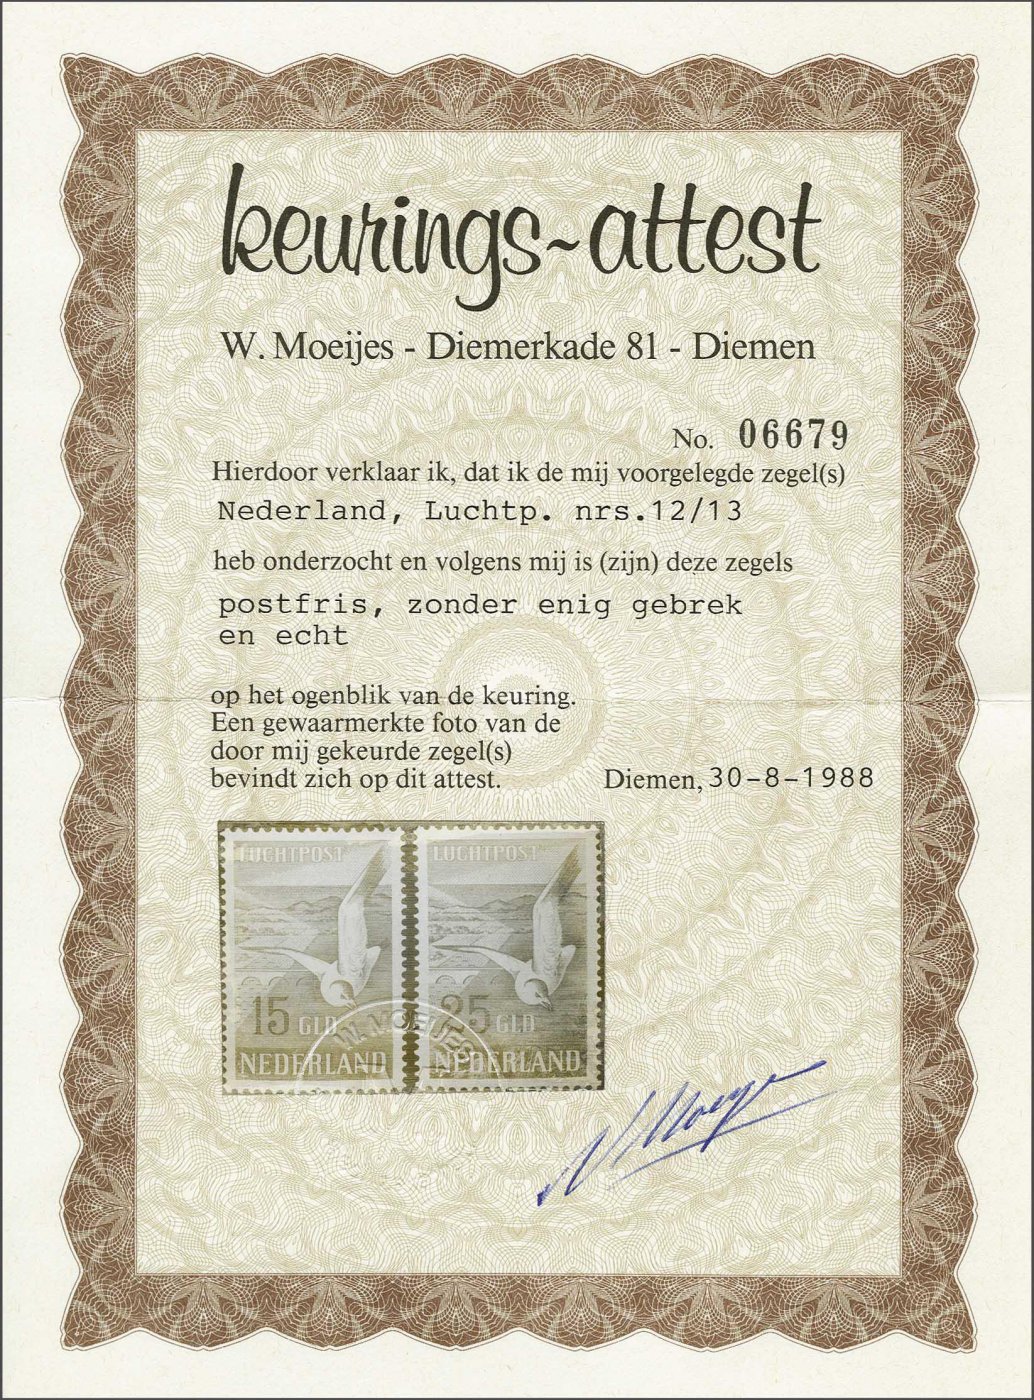 keurings~attest
W. Moeijes - Diemerkade 81 - Diemen
No. 06679
Hierdoor verklaar ik, dat ik de mij voorgelegde zegel(s)
Nederland, Luchtp. nrs.12/13
heb onderzocht en volgens mij is (zijn) deze zegels
postfris, zonder enig gebrek
en echt
op het ogenblik van de keuring.
Een gewaarmerkte foto van de
door mij gekeurde zegel(s)
bevindt zich op dit attest.
Diemen, 30-8-1988
LUCHTPOST LUCHTPOST
15 GLD 25 GLD
W. MOEIJES
NEDERLAND NEDERLAND
W Moeijes